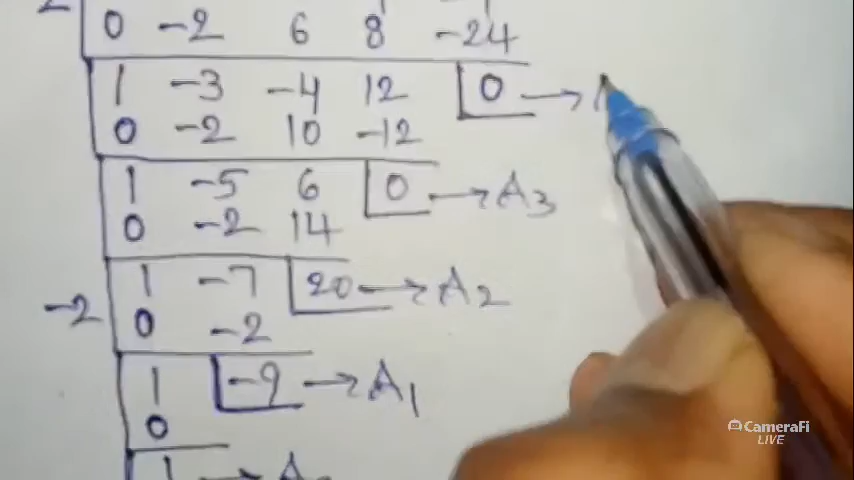 0 -2 6 8 -24
1 -3 -4 12 0 →
0 -2 10 -12
1 -5 6 0 → A3
0 -2 14
-2 1 -7 20 → A2
0 -2
1 -9 → A1
0
1 →
CameraFi
LIVE